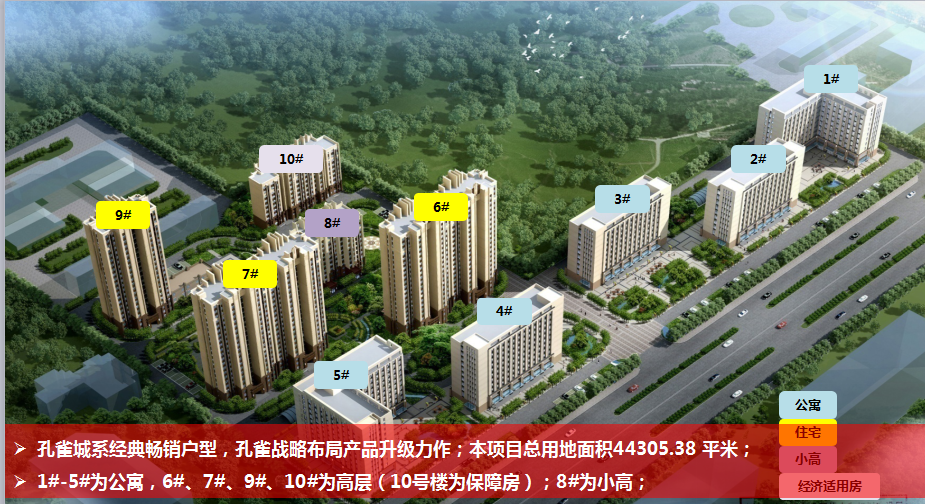 1#
2#
10#
3#
6#
9#
8#
7#
4#
5#
公寓
住宅
小高
经济适用房
➢ 孔雀城系经典畅销户型，孔雀战略布局产品升级力作；本项目总用地面积44305.38 平米；
➢ 1#-5#为公寓，6#、7#、9#、10#为高层（10号楼为保障房）；8#为小高；